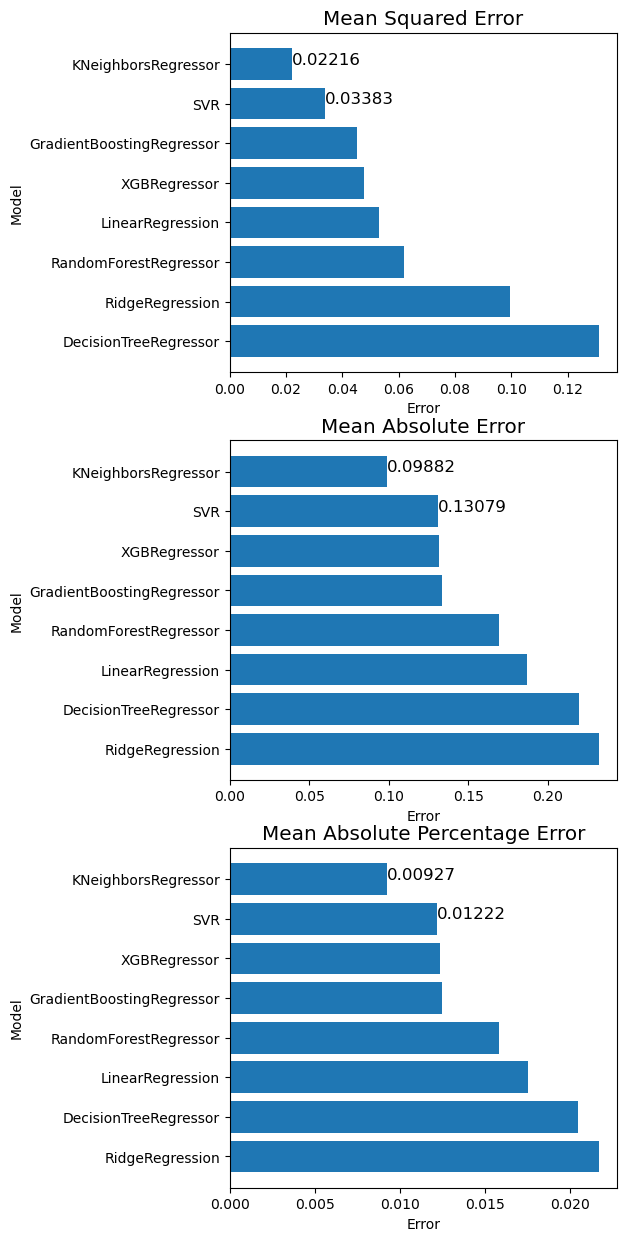 Mean Squared Error
KNeighborsRegressor
0.02216
SVR
0.03383
GradientBoostingRegressor
XGBRegressor
LinearRegression
RandomForestRegressor
RidgeRegression
DecisionTreeRegressor
Model
0.00 0.02 0.04 0.06 0.08 0.10 0.12
Error
Mean Absolute Error
KNeighborsRegressor
0.09882
SVR
0.13079
XGBRegressor
GradientBoostingRegressor
RandomForestRegressor
LinearRegression
DecisionTreeRegressor
RidgeRegression
Model
0.00 0.05 0.10 0.15 0.20
Error
Mean Absolute Percentage Error
KNeighborsRegressor
0.00927
SVR
0.01222
XGBRegressor
GradientBoostingRegressor
RandomForestRegressor
LinearRegression
DecisionTreeRegressor
RidgeRegression
Model
0.000 0.005 0.010 0.015 0.020
Error